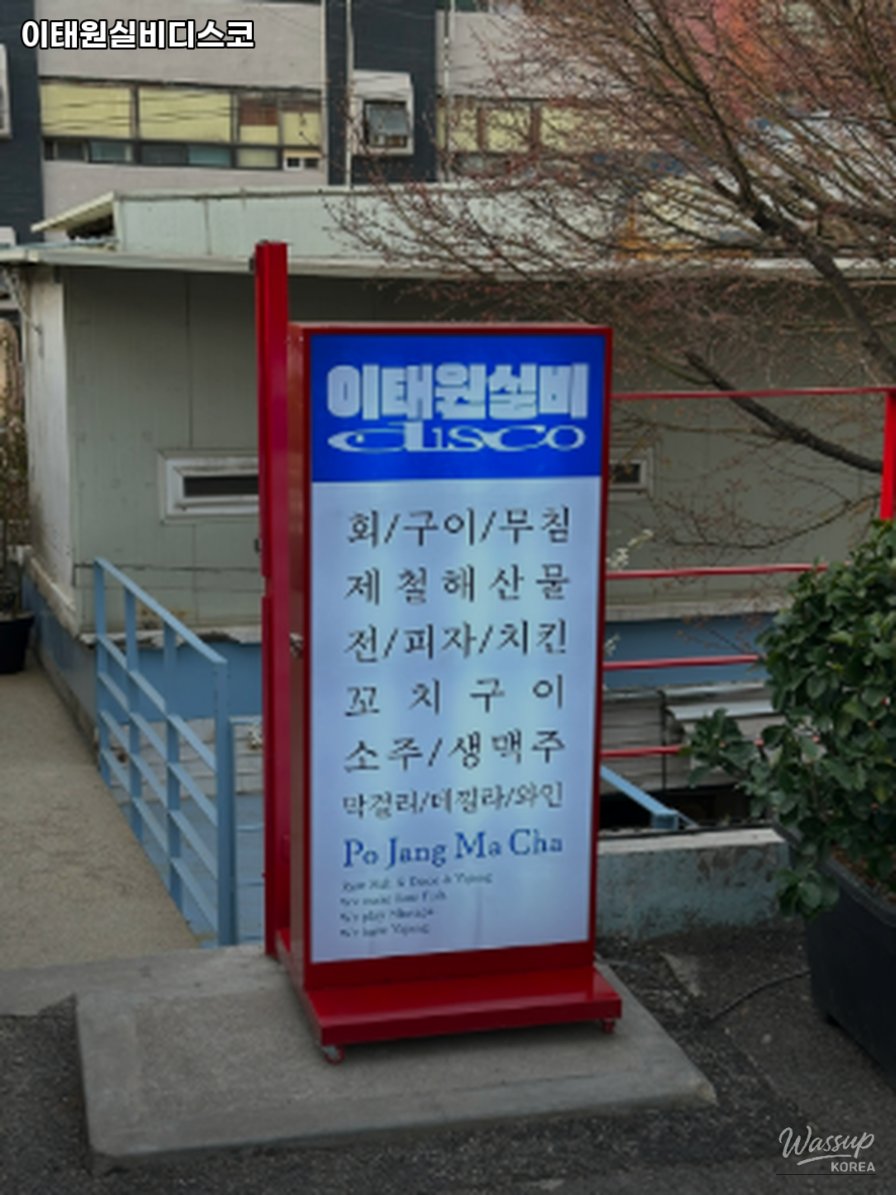 이태원실비디스코
이태원실비
disco
회/구이/무침
제철해산물
전/피자/치킨
꼬치구이
소주/생맥주
막걸리/데낄라/와인
Po Jang Ma Cha
Wassup
KOREA